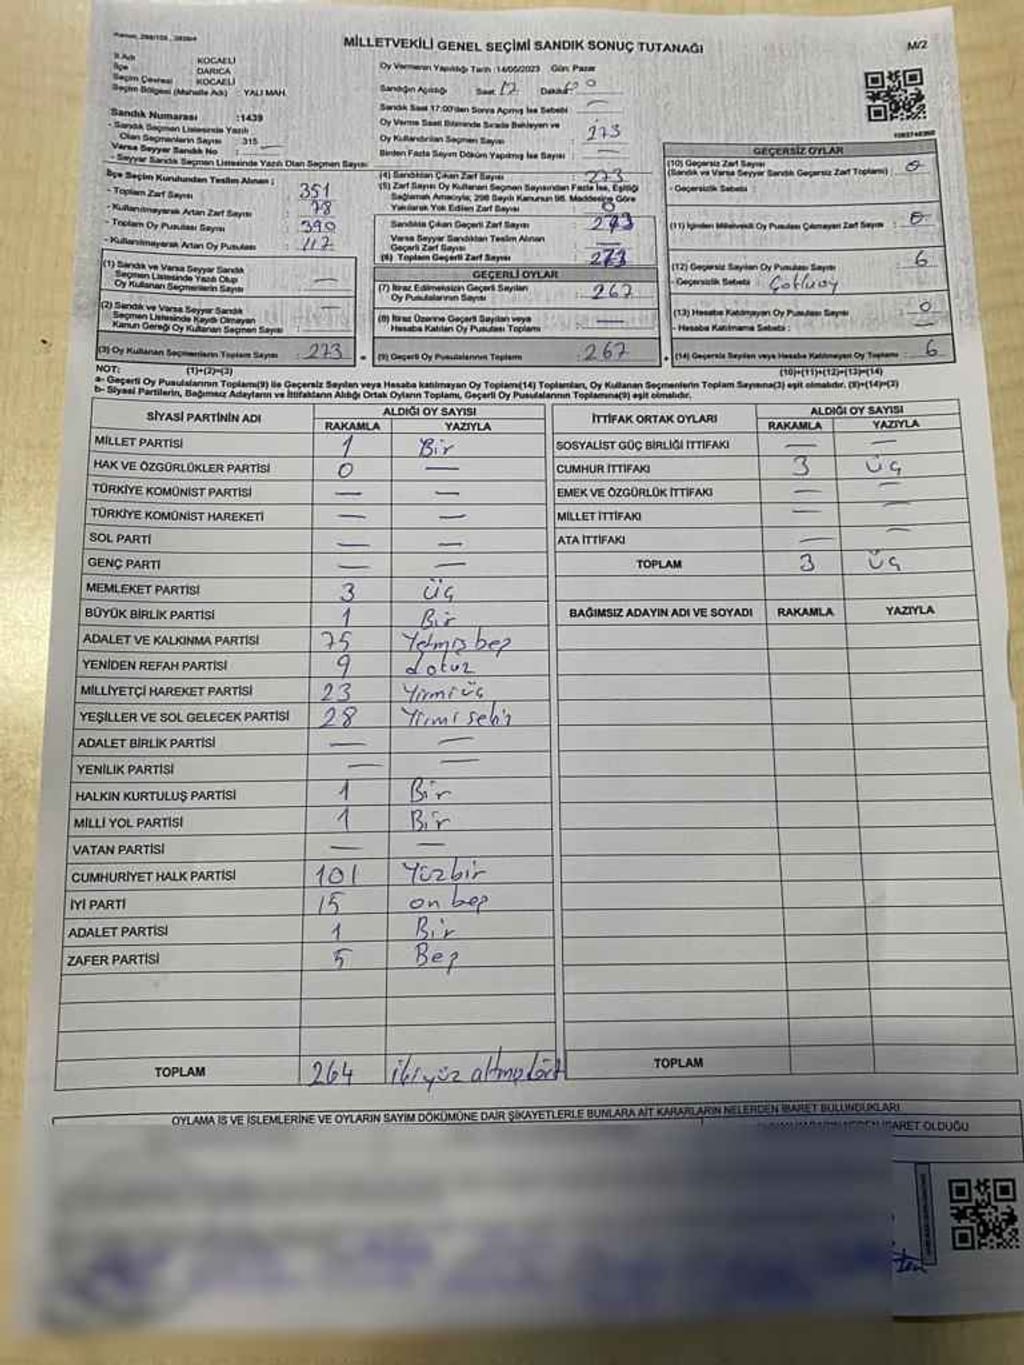 MİLLETVEKİLİ GENEL SEÇİMİ SANDIK SONUÇ TUTANAĞI
M/2
İl Adı KOCAELİ
İlçe DARICA
Seçim Çevresi KOCAELİ
Seçim Bölgesi (Mahalle Adı) : YALI MAH.
Oy Vermenin Yapıldığı Tarih :14/05/2023 Gün: Pazar
Sandığın Açıldığı Saat: 17 Dakika:
Sandık Saat 17:00'den Sonra Açılmış İse Sebebi : —
Sandık Numarası :1439
- Sandık Seçmen Listesinde Yazılı Olan Seçmenlerin Sayısı : 315
Varsa Seyyar Sandık No :
- Seyyar Sandık Seçmen Listesinde Yazılı Olan Seçmen Sayısı
Oy Verme Saati Bitiminde Sırada Bekleyen ve
Oy Kullandırılan Seçmen Sayısı : 273
Birden Fazla Sayım Döküm Yapılmış İse Sayısı : —
İlçe Seçim Kurulundan Teslim Alınan ;
- Toplam Zarf Sayısı : 351
- Kullanılmayarak Artan Zarf Sayısı : 78
- Toplam Oy Pusulası Sayısı : 390
- Kullanılmayarak Artan Oy Pusulası : 117
(1) Sandık ve Varsa Seyyar Sandık
Seçmen Listesinde Yazılı Olup
Oy Kullanan Seçmenlerin Sayısı : —
(2) Sandık ve Varsa Seyyar Sandık
Seçmen Listesinde Kaydı Olmayan
Kanun Gereği Oy Kullanan Seçmen Sayısı : —
(3) Oy Kullanan Seçmenlerin Toplam Sayısı : 273
(4) Sandıktan Çıkan Zarf Sayısı : 273
(5) Zarf Sayısı Oy Kullanan Seçmen Sayısından Fazla İse, Eşitliği
Sağlamak Amacıyla; 298 Sayılı Kanunun 98. Maddesine Göre
Yakılarak Yok Edilen Zarf Sayısı : 0
Sandıkta Çıkan Geçerli Zarf Sayısı : 273
Varsa Seyyar Sandıktan Teslim Alınan
Geçerli Zarf Sayısı : —
(6) Toplam Geçerli Zarf Sayısı : 273
GEÇERLİ OYLAR
(7) İtiraz Edilmeksizin Geçerli Sayılan
Oy Pusulalarının Sayısı : 267
(8) İtiraz Üzerine Geçerli Sayılan veya
Hesaba Katılan Oy Pusulası Toplamı : —
(9) Geçerli Oy Pusulalarının Toplamı : 267
GEÇERSİZ OYLAR
(10) Geçersiz Zarf Sayısı
(Sandık ve Varsa Seyyar Sandık Geçersiz Zarf Toplamı) : 0
- Geçersizlik Sebebi :
(11) İçinden Milletvekili Oy Pusulası Çıkmayan Zarf Sayısı : 0
(12) Geçersiz Sayılan Oy Pusulası Sayısı : 6
- Geçersizlik Sebebi :
(13) Hesaba Katılmayan Oy Pusulası Sayısı : 0
- Hesaba Katılmama Sebebi : —
(14) Geçersiz Sayılan veya Hesaba Katılmayan Oy Toplamı : 6
NOT: (1)+(2)=(3)
(10)+(11)+(12)+(13)=(14)
a- Geçerli Oy Pusulalarının Toplamı(9) ile Geçersiz Sayılan veya Hesaba katılmayan Oy Toplamı(14) Toplamları, Oy Kullanan Seçmenlerin Toplam Sayısına(3) eşit olmalıdır. (9)+(14)=(3)
b- Siyasi Partilerin, Bağımsız Adayların ve İttifakların Aldığı Ortak Oyların Toplamı, Geçerli Oy Pusulalarının Toplamına(9) eşit olmalıdır.
SİYASİ PARTİNİN ADI ALDIĞI OY SAYISI
RAKAMLA YAZIYLA
MİLLET PARTİSİ 1 Bir
HAK VE ÖZGÜRLÜKLER PARTİSİ 0 —
TÜRKİYE KOMÜNİST PARTİSİ — —
TÜRKİYE KOMÜNİST HAREKETİ — —
SOL PARTİ — —
GENÇ PARTİ — —
MEMLEKET PARTİSİ 3 üç
BÜYÜK BİRLİK PARTİSİ 1 Bir
ADALET VE KALKINMA PARTİSİ 75 Yetmiş beş
YENİDEN REFAH PARTİSİ 9 dokuz
MİLLİYETÇİ HAREKET PARTİSİ 23 Yirmi üç
YEŞİLLER VE SOL GELECEK PARTİSİ 28 Yirmi sekiz
ADALET BİRLİK PARTİSİ — —
YENİLİK PARTİSİ — —
HALKIN KURTULUŞ PARTİSİ 1 Bir
MİLLİ YOL PARTİSİ 1 Bir
VATAN PARTİSİ — —
CUMHURİYET HALK PARTİSİ 101 Yüzbir
İYİ PARTİ 15 on beş
ADALET PARTİSİ 1 Bir
ZAFER PARTİSİ 5 Beş
TOPLAM 264 ikiyüz altmışdört
İTTİFAK ORTAK OYLARI ALDIĞI OY SAYISI
RAKAMLA YAZIYLA
SOSYALİST GÜÇ BİRLİĞİ İTTİFAKI — —
CUMHUR İTTİFAKI 3 üç
EMEK VE ÖZGÜRLÜK İTTİFAKI — —
MİLLET İTTİFAKI — —
ATA İTTİFAKI — —
TOPLAM 3 üç
BAĞIMSIZ ADAYIN ADI VE SOYADI RAKAMLA YAZIYLA
TOPLAM
OYLAMA İŞ VE İŞLEMLERİNE VE OYLARIN SAYIM DÖKÜMÜNE DAİR ŞİKAYETLERLE BUNLARA AİT KARARLARIN NELERDEN İBARET BULUNDUKLARI
İBARET OLDUĞU